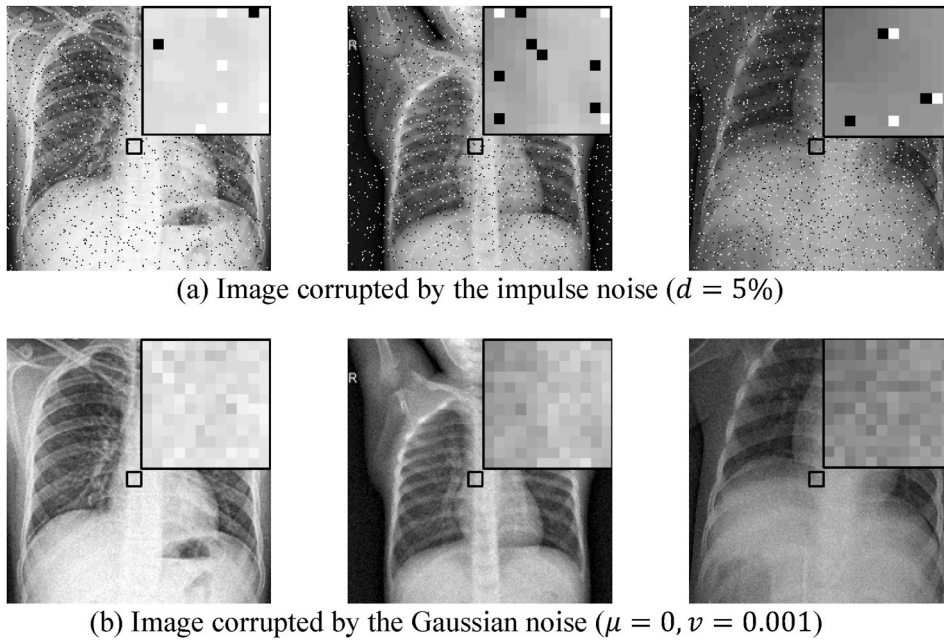 R
(a) Image corrupted by the impulse noise (d = 5%)
R
(b) Image corrupted by the Gaussian noise (μ = 0, v = 0.001)